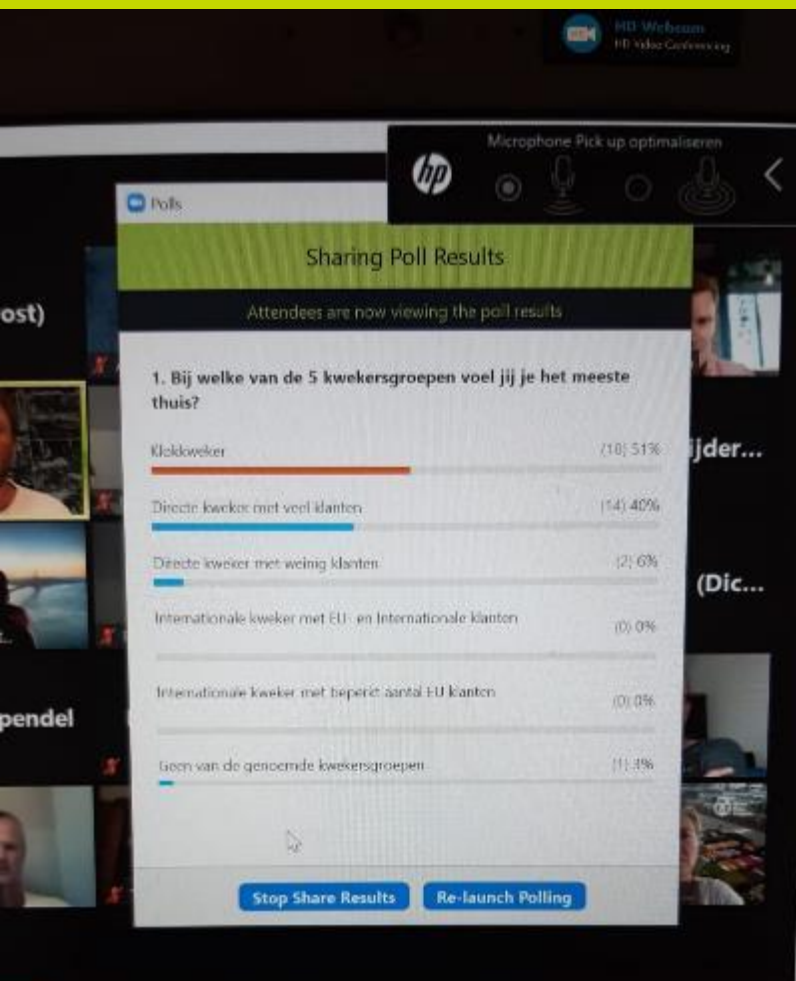 HD Webcam
HD Video Conferencing
Microphone Pick up optimaliseren
hp
Polls
Sharing Poll Results
ost)
Attendees are now viewing the poll results
1. Bij welke van de 5 kwekersgroepen voel jij je het meeste
thuis?
Klokkweker (18) 51%
ijder...
Directe kweker met veel klanten (14) 40%
Directe kweker met weinig klanten (2) 6%
(Dic...
Internationale kweker met EU- en Internationale klanten (0) 0%
Internationale kweker met beperkt aantal EU klanten (0) 0%
pendel
Geen van de genoemde kwekersgroepen (1) 3%
Stop Share Results Re-launch Polling